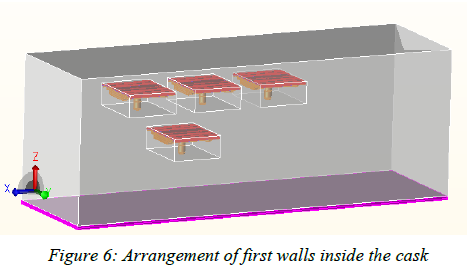 Z
X
Y
Figure 6: Arrangement of first walls inside the cask